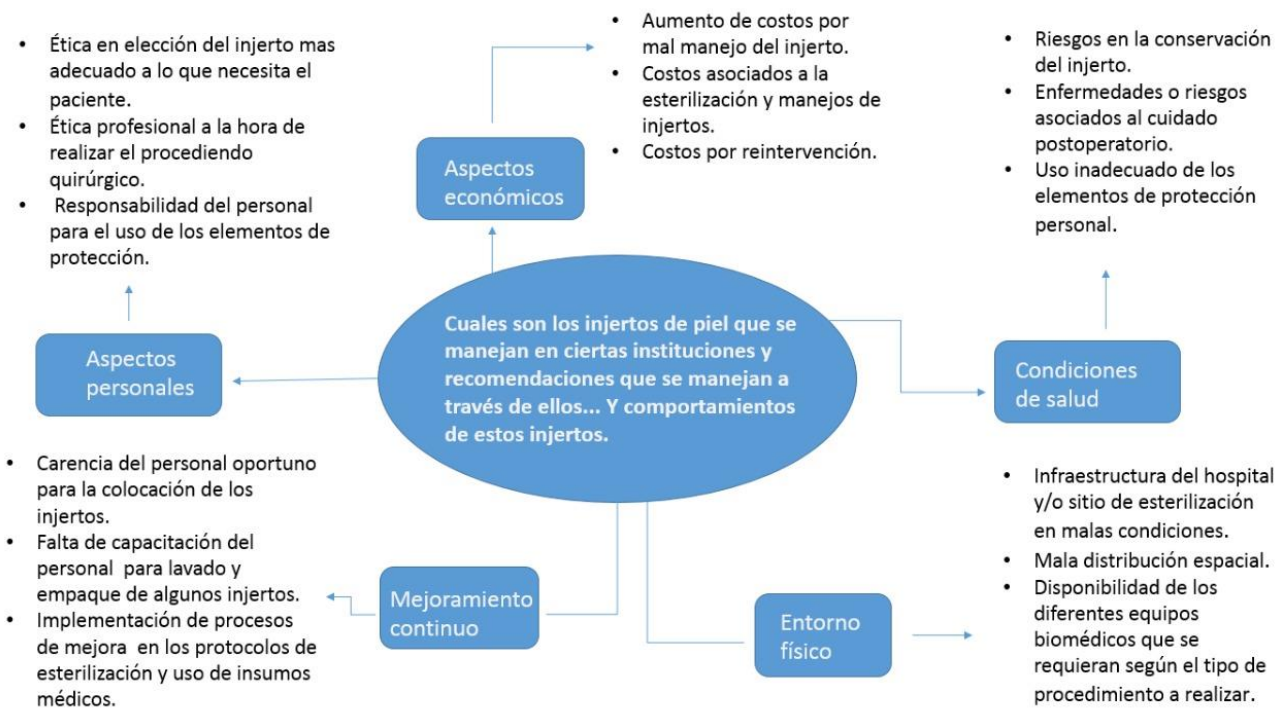 • Ética en elección del injerto mas
adecuado a lo que necesita el
paciente.
• Ética profesional a la hora de
realizar el procediendo
quirúrgico.
• Responsabilidad del personal
para el uso de los elementos de
protección.
Aspectos
personales
• Aumento de costos por
mal manejo del injerto.
• Costos asociados a la
esterilización y manejos de
injertos.
• Costos por reintervención.
Aspectos
económicos
• Riesgos en la conservación
del injerto.
• Enfermedades o riesgos
asociados al cuidado
postoperatorio.
• Uso inadecuado de los
elementos de protección
personal.
Condiciones
de salud
Cuales son los injertos de piel que se
manejan en ciertas instituciones y
recomendaciones que se manejan a
través de ellos... Y comportamientos
de estos injertos.
• Carencia del personal oportuno
para la colocación de los
injertos.
• Falta de capacitación del
personal para lavado y
empaque de algunos injertos.
• Implementación de procesos
de mejora en los protocolos de
esterilización y uso de insumos
médicos.
Mejoramiento
continuo
Entorno
físico
• Infraestructura del hospital
y/o sitio de esterilización
en malas condiciones.
• Mala distribución espacial.
• Disponibilidad de los
diferentes equipos
biomédicos que se
requieran según el tipo de
procedimiento a realizar.